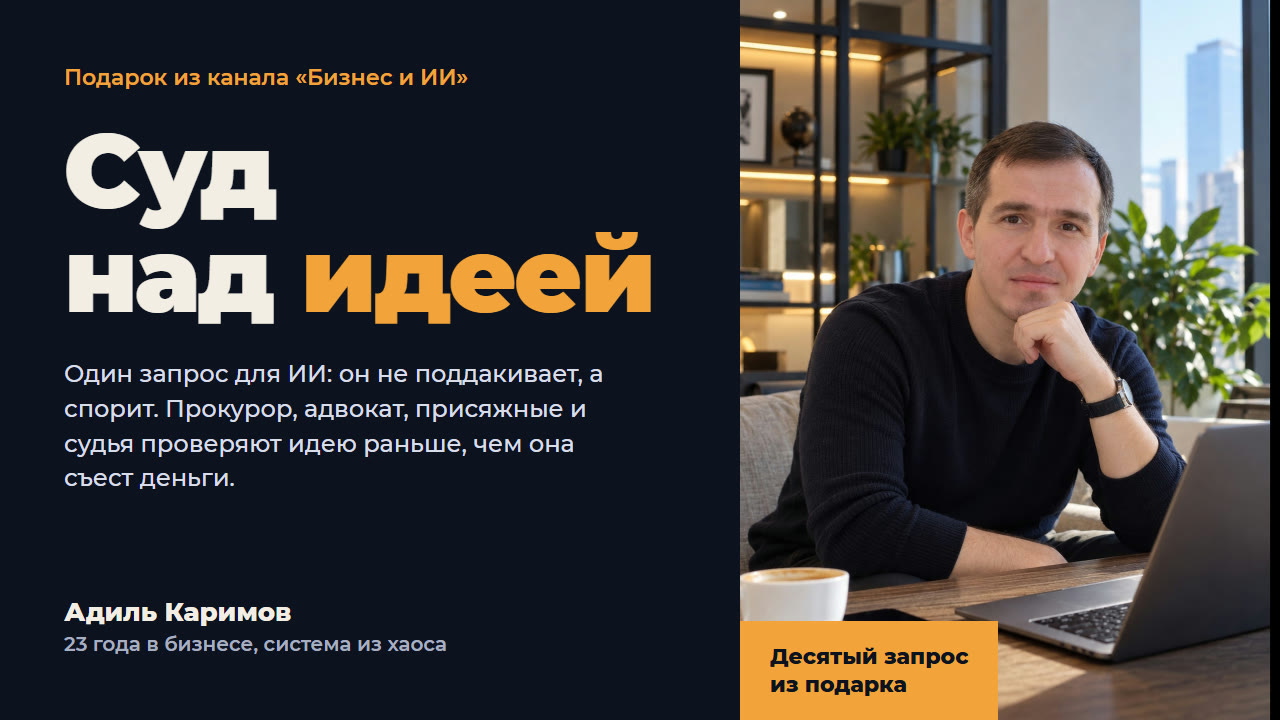 Подарок из канала «Бизнес и ИИ»
Суд
над идеей
Один запрос для ИИ: он не поддакивает, а
спорит. Прокурор, адвокат, присяжные и
судья проверяют идею раньше, чем она
съест деньги.
Адиль Каримов
23 года в бизнесе, система из хаоса
Десятый запрос
из подарка